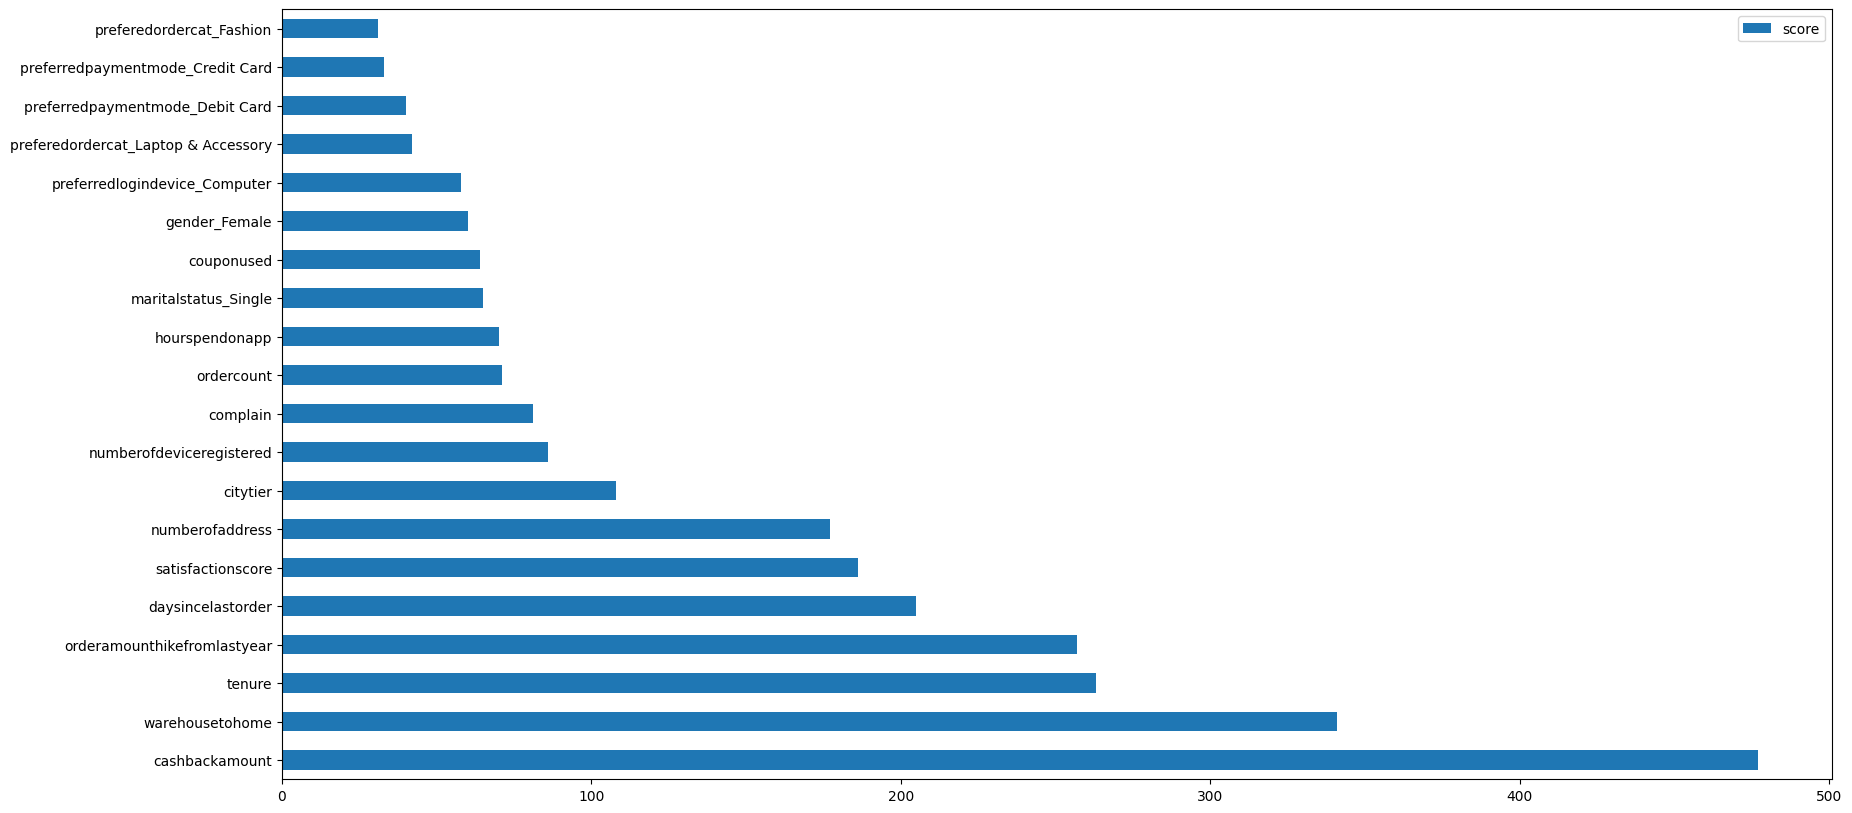 preferedordercat_Fashion
preferredpaymentmode_Credit Card
preferredpaymentmode_Debit Card
preferedordercat_Laptop & Accessory
preferredlogindevice_Computer
gender_Female
couponused
maritalstatus_Single
hourspendonapp
ordercount
complain
numberofdeviceregistered
citytier
numberofaddress
satisfactionscore
daysincelastorder
orderamounthikefromlastyear
tenure
warehousetohome
cashbackamount
0 100 200 300 400 500
score